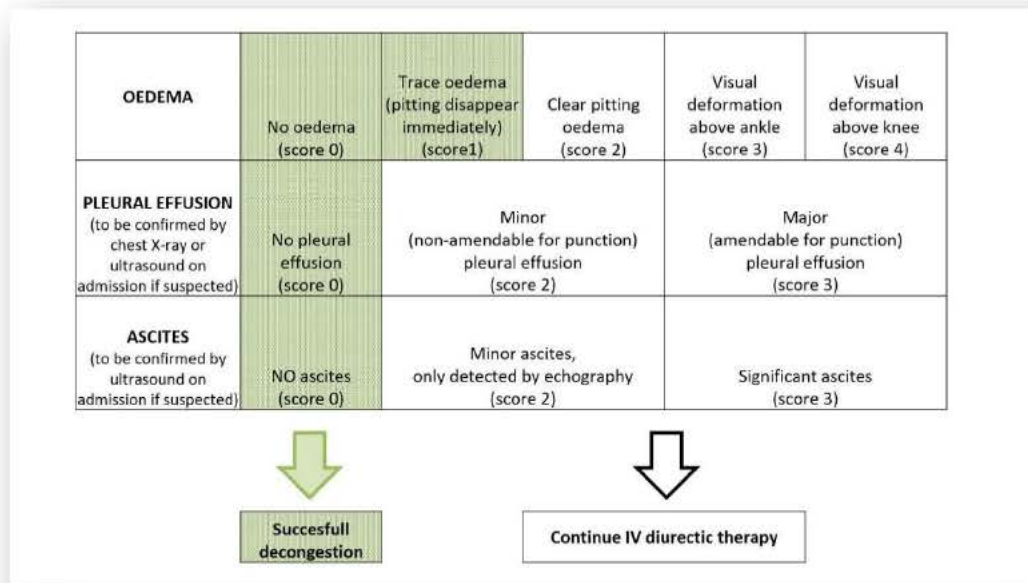 OEDEMA
No oedema
(score 0)
Trace oedema
(pitting disappear
immediately)
(score1)
Clear pitting
oedema
(score 2)
Visual
deformation
above ankle
(score 3)
Visual
deformation
above knee
(score 4)
PLEURAL EFFUSION
(to be confirmed by
chest X-ray or
ultrasound on
admission if suspected)
No pleural
effusion
(score 0)
Minor
(non-amendable for punction)
pleural effusion
(score 2)
Major
(amendable for punction)
pleural effusion
(score 3)
ASCITES
(to be confirmed by
ultrasound on
admission if suspected)
NO ascites
(score 0)
Minor ascites,
only detected by echography
(score 2)
Significant ascites
(score 3)
Succesfull
decongestion
Continue IV diurectic therapy